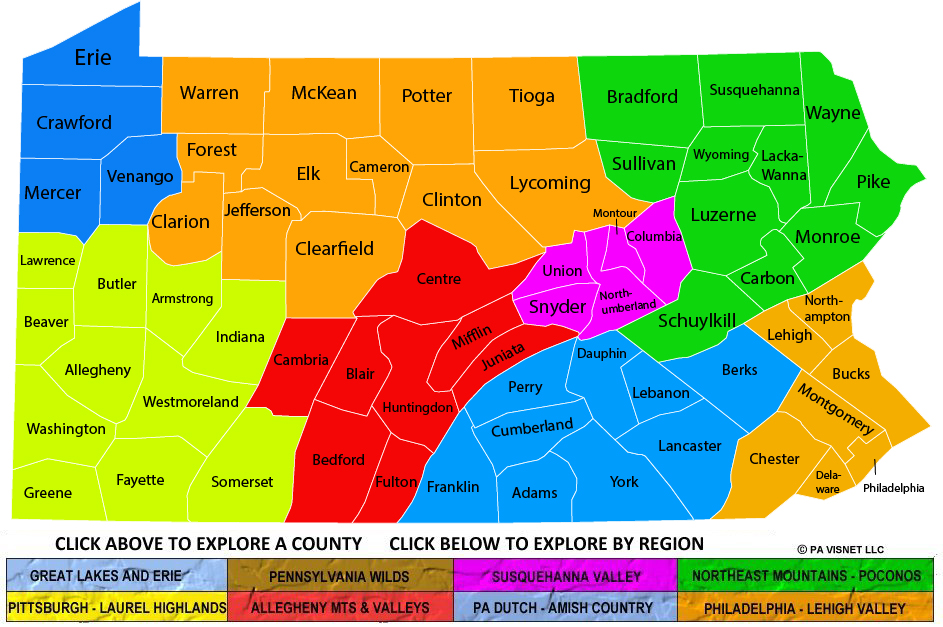 Erie
Warren
McKean
Potter
Tioga
Bradford
Susquehanna
Wayne
Crawford
Forest
Venango
Mercer
Elk
Cameron
Lycoming
Sullivan
Wyoming
Lacka-
Wanna
Pike
Clarion
Jefferson
Clinton
Montour
Columbia
Luzerne
Monroe
Clearfield
Lawrence
Butler
Armstrong
Centre
Union
Snyder
North-
umberland
Carbon
Schuylkill
North-
ampton
Lehigh
Beaver
Indiana
Mifflin
Juniata
Cambria
Blair
Dauphin
Allegheny
Perry
Lebanon
Berks
Bucks
Westmoreland
Huntingdon
Montgomery
Washington
Cumberland
Lancaster
Chester
Bedford
Greene
Fayette
Somerset
Fulton
Franklin
Adams
York
Dela-
ware
Philadelphia
CLICK ABOVE TO EXPLORE A COUNTY CLICK BELOW TO EXPLORE BY REGION
© PA VISNET LLC
GREAT LAKES AND ERIE PENNSYLVANIA WILDS SUSQUEHANNA VALLEY NORTHEAST MOUNTAINS - POCONOS
PITTSBURGH - LAUREL HIGHLANDS ALLEGHENY MTS & VALLEYS PA DUTCH - AMISH COUNTRY PHILADELPHIA - LEHIGH VALLEY